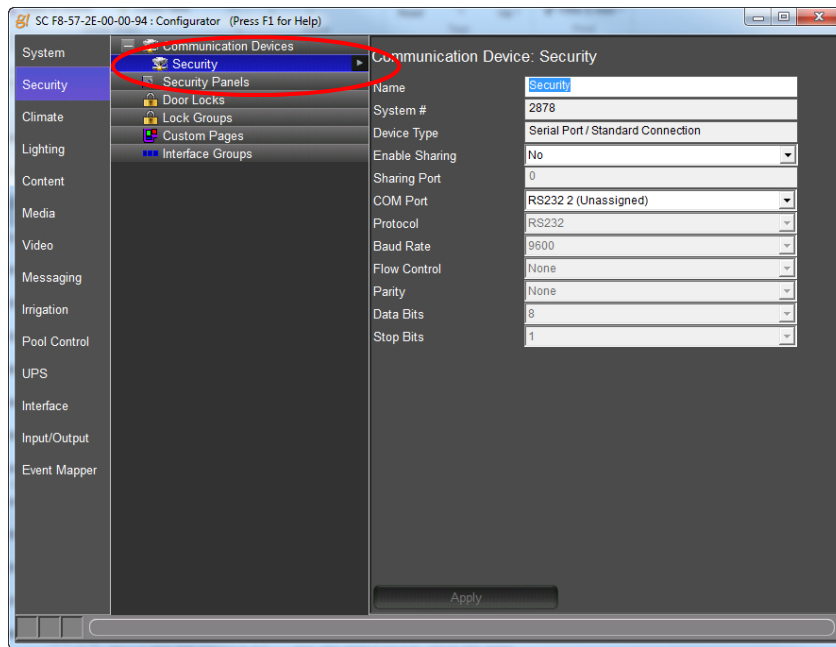 g! SC F8-57-2E-00-00-94 : Configurator (Press F1 for Help)
System
Security
Climate
Lighting
Content
Media
Video
Messaging
Irrigation
Pool Control
UPS
Interface
Input/Output
Event Mapper
Communication Devices
Security
Security Panels
Door Locks
Lock Groups
Custom Pages
Interface Groups
Communication Device: Security
Name Security
System # 2878
Device Type Serial Port / Standard Connection
Enable Sharing No
Sharing Port 0
COM Port RS232 2 (Unassigned)
Protocol RS232
Baud Rate 9600
Flow Control None
Parity None
Data Bits 8
Stop Bits 1
Apply